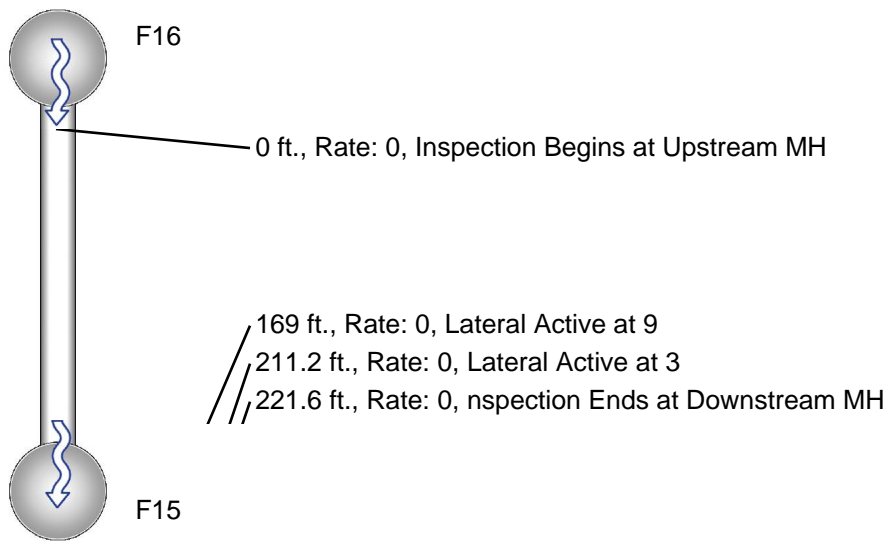 F16
0 ft., Rate: 0, Inspection Begins at Upstream MH
169 ft., Rate: 0, Lateral Active at 9
211.2 ft., Rate: 0, Lateral Active at 3
221.6 ft., Rate: 0, nspection Ends at Downstream MH
F15